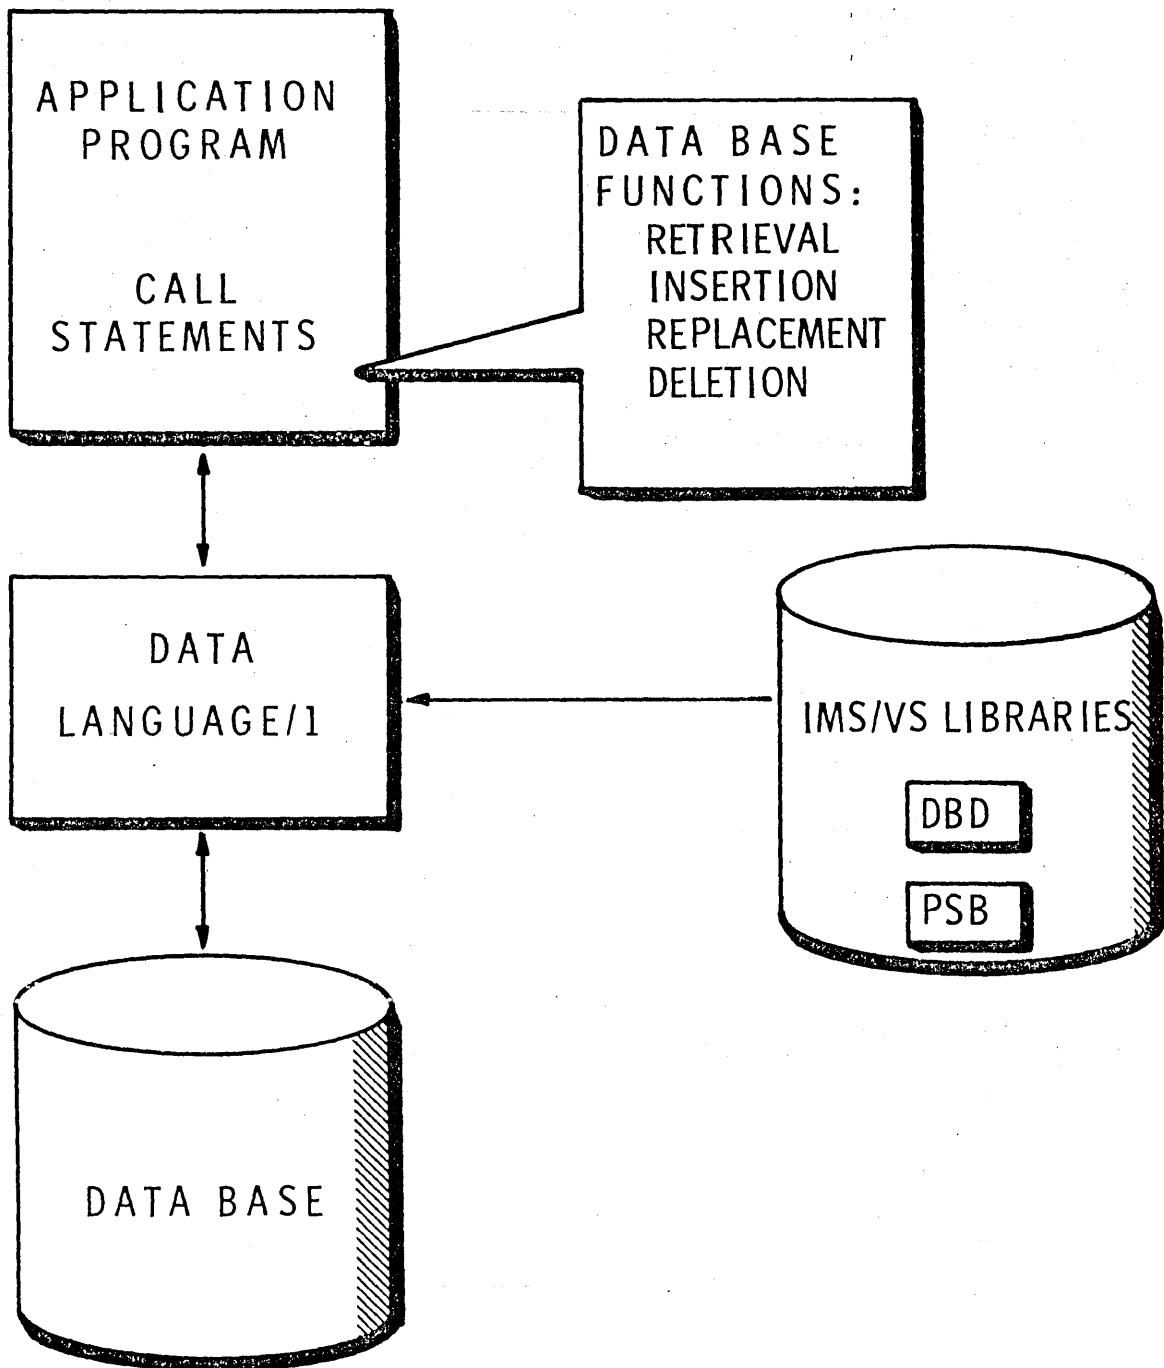 APPLICATION
PROGRAM
CALL
STATEMENTS
DATA BASE
FUNCTIONS:
RETRIEVAL
INSERTION
REPLACEMENT
DELETION
DATA
LANGUAGE/1
IMS/VS LIBRARIES
DBD
PSB
DATA BASE